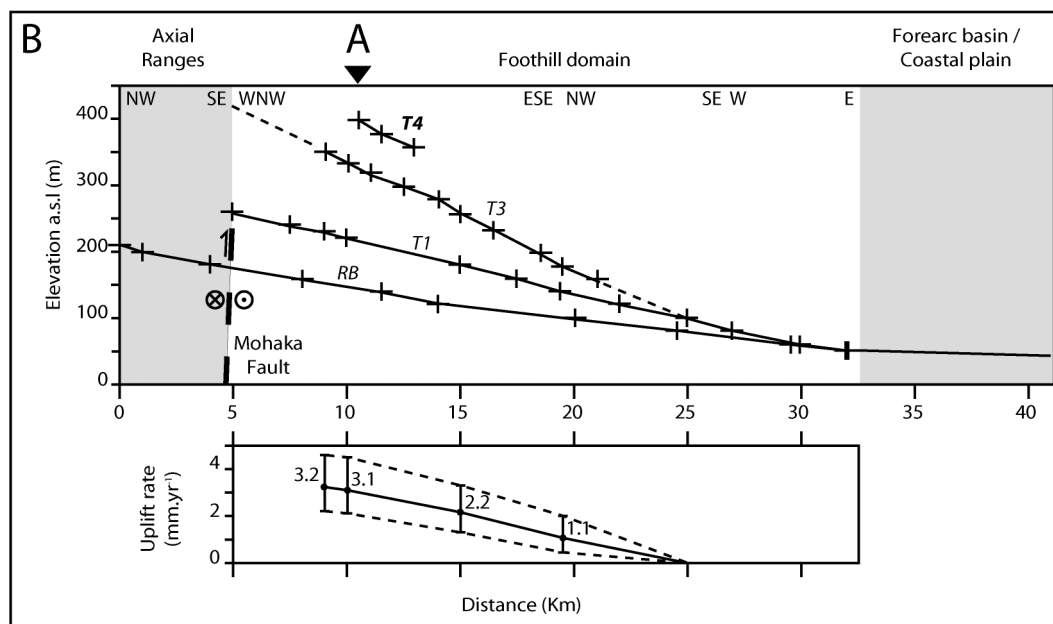 B
Axial
Ranges
A
Foothill domain
Forearc basin /
Coastal plain
NW SE WNW ESE NW SE W E
Elevation a.s.l (m)
400
300
200
100
0
T4
T3
T1
RB
Mohaka
Fault
0 5 10 15 20 25 30 35 40
Uplift rate
(mm.yr⁻¹)
4
2
0
3.2
3.1
2.2
1.1
Distance (Km)